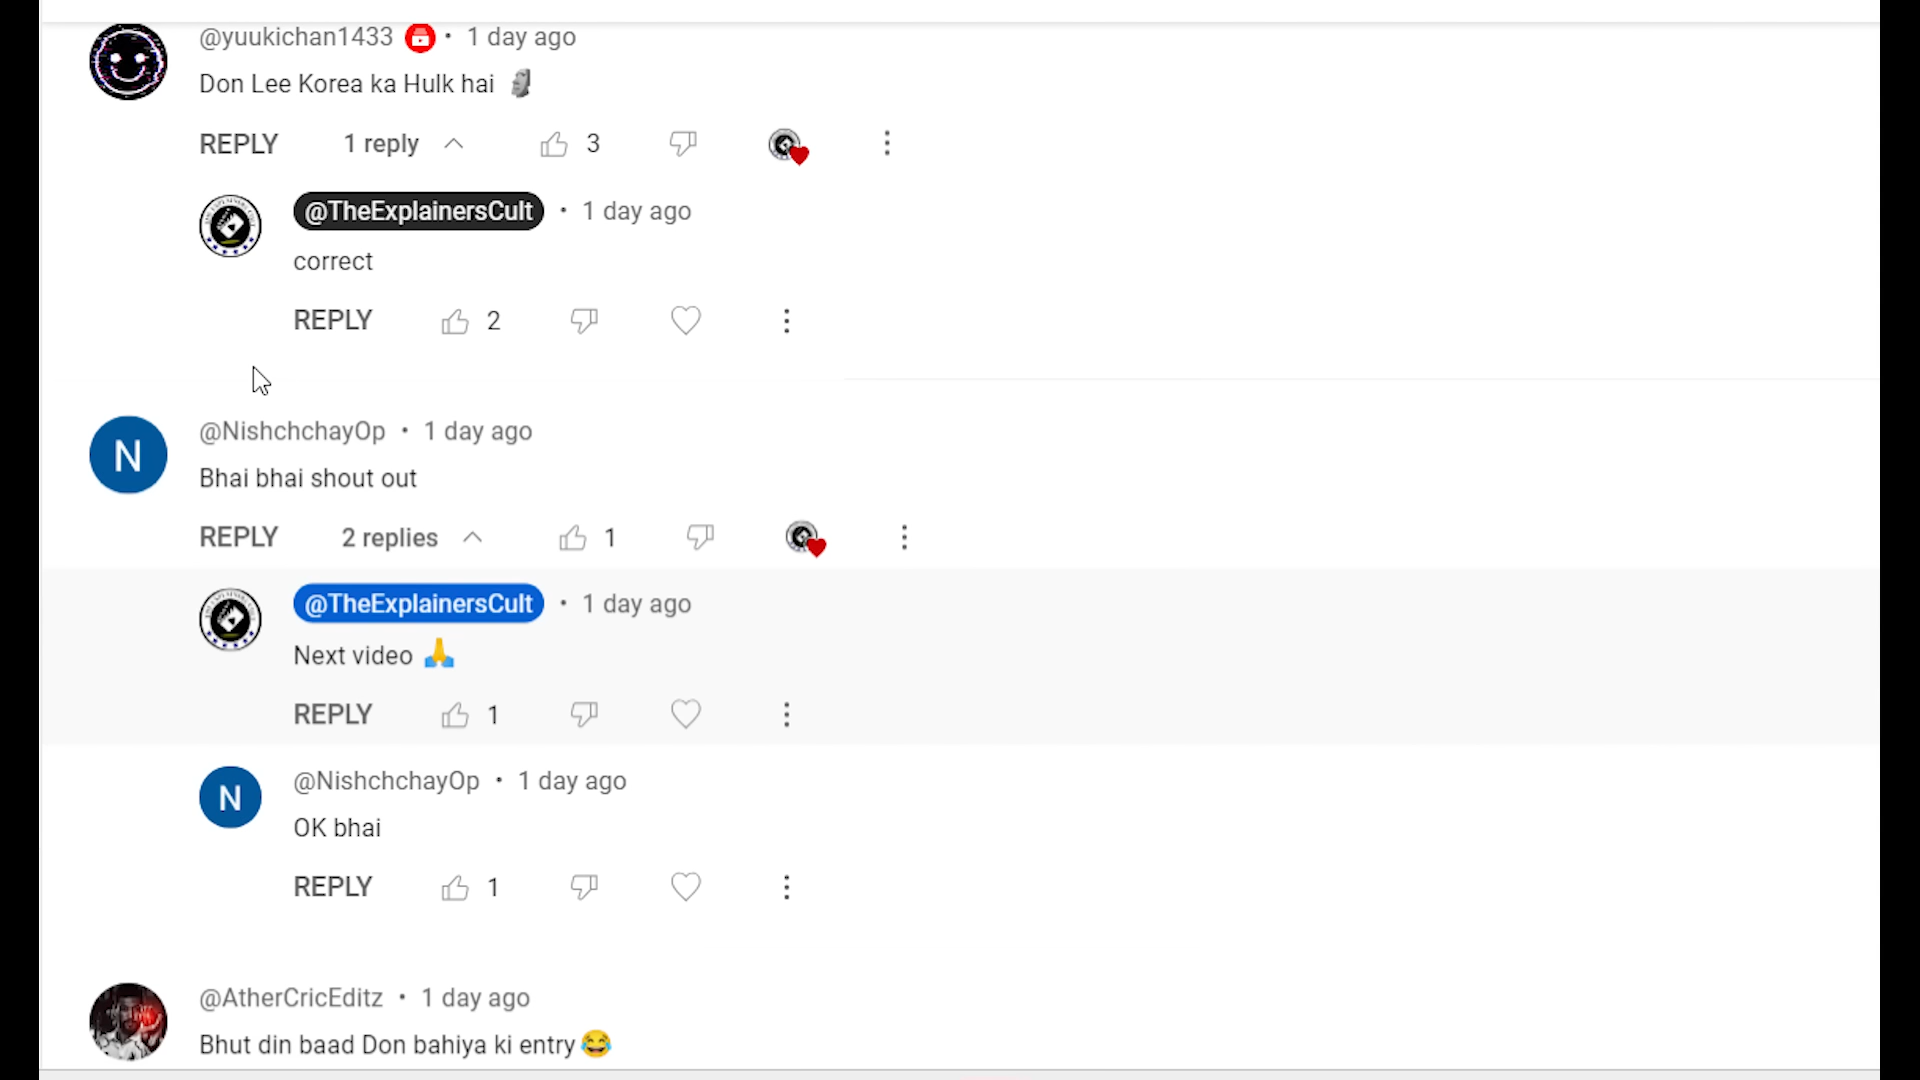 @yuukichan1433 • 1 day ago
Don Lee Korea ka Hulk hai 🗿
REPLY 1 reply 3
@TheExplainersCult • 1 day ago
correct
REPLY 2
N
@NishchchayOp • 1 day ago
Bhai bhai shout out
REPLY 2 replies 1
@TheExplainersCult • 1 day ago
Next video 🙏
REPLY 1
N
@NishchchayOp • 1 day ago
OK bhai
REPLY 1
@AtherCricEditz • 1 day ago
Bhut din baad Don bahiya ki entry 😂